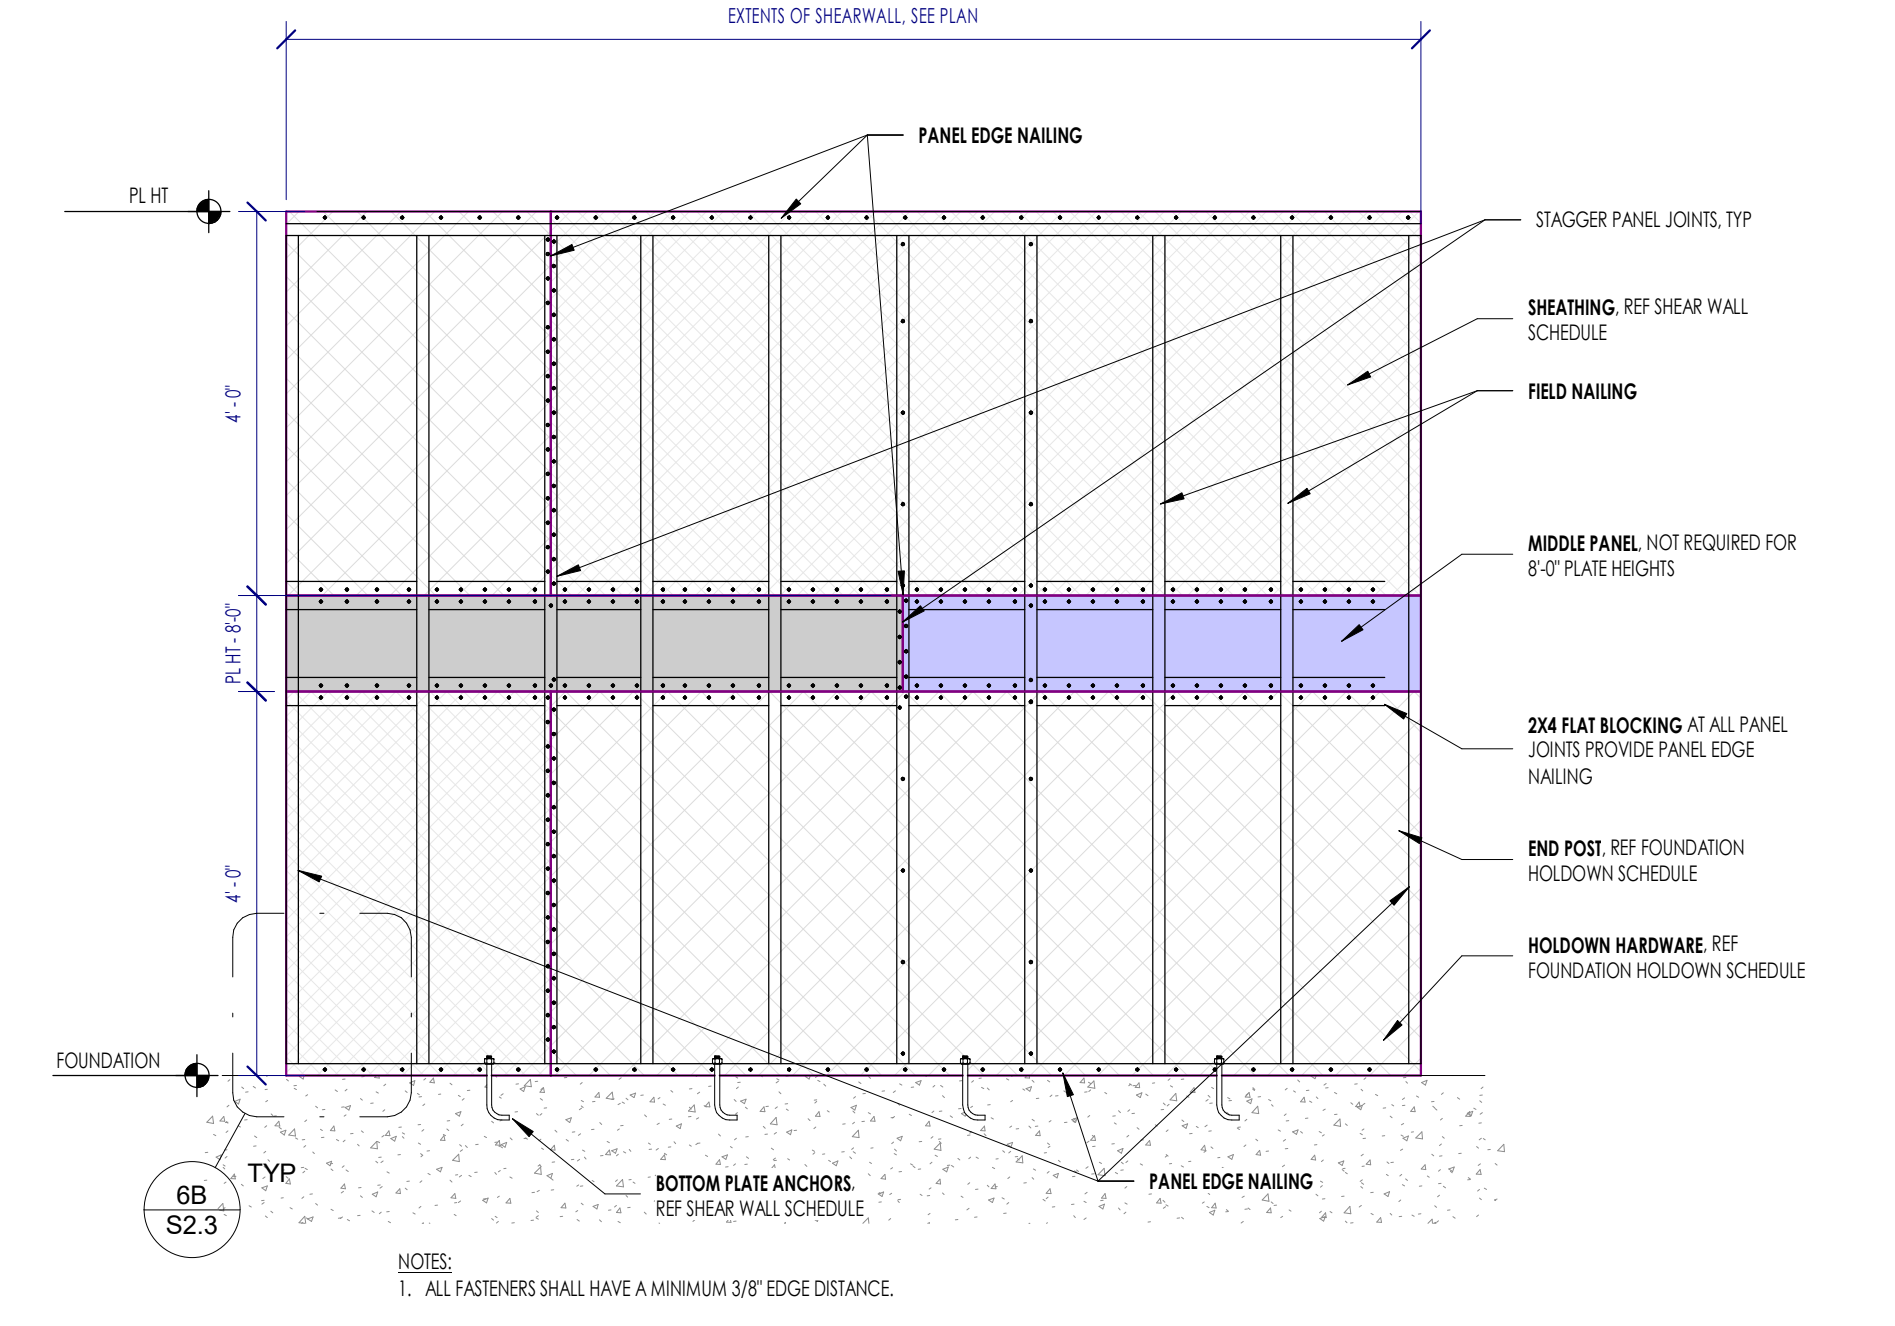 EXTENTS OF SHEARWALL, SEE PLAN
PANEL EDGE NAILING
PL HT
STAGGER PANEL JOINTS, TYP
SHEATHING, REF SHEAR WALL
SCHEDULE
FIELD NAILING
4' - 0"
MIDDLE PANEL, NOT REQUIRED FOR
8'-0" PLATE HEIGHTS
PL HT - 8'-0"
2X4 FLAT BLOCKING AT ALL PANEL
JOINTS PROVIDE PANEL EDGE
NAILING
4' - 0"
END POST, REF FOUNDATION
HOLDOWN SCHEDULE
HOLDOWN HARDWARE, REF
FOUNDATION HOLDOWN SCHEDULE
FOUNDATION
TYP
6B
S2.3
BOTTOM PLATE ANCHORS,
REF SHEAR WALL SCHEDULE
PANEL EDGE NAILING
NOTES:
1. ALL FASTENERS SHALL HAVE A MINIMUM 3/8" EDGE DISTANCE.